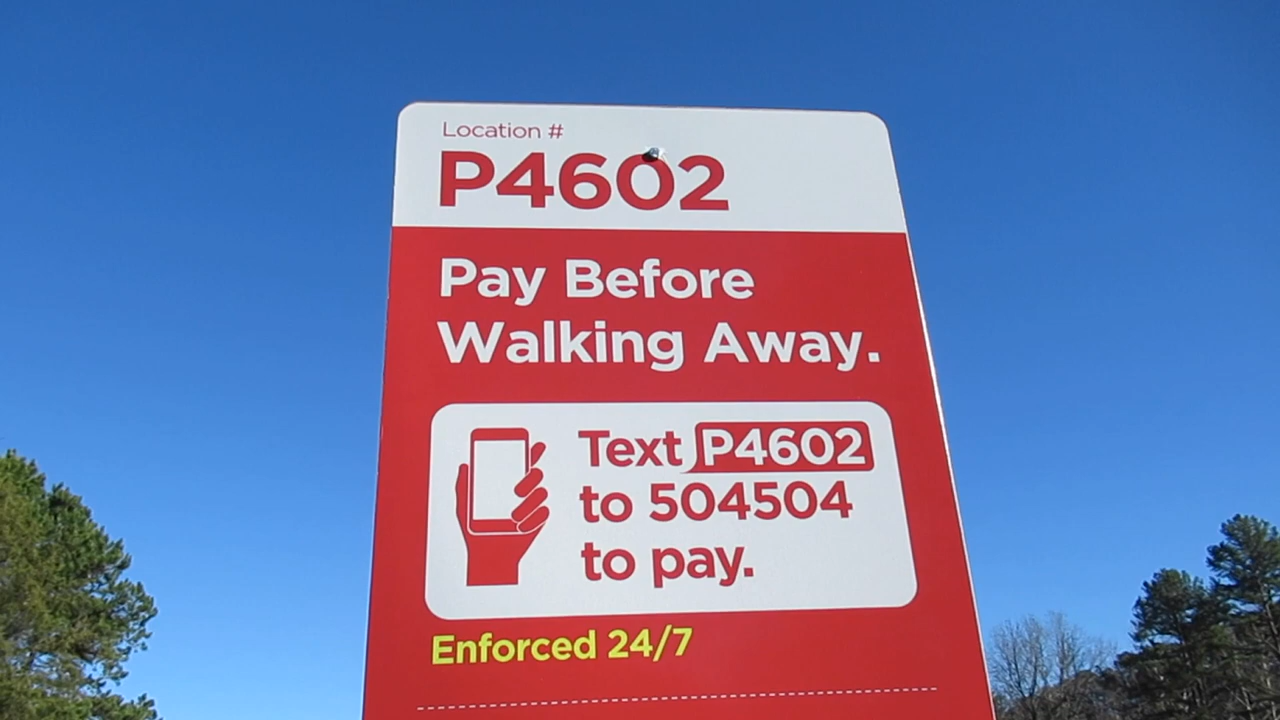 Location #
P4602
Pay Before
Walking Away.
Text P4602
to 504504
to pay.
Enforced 24/7